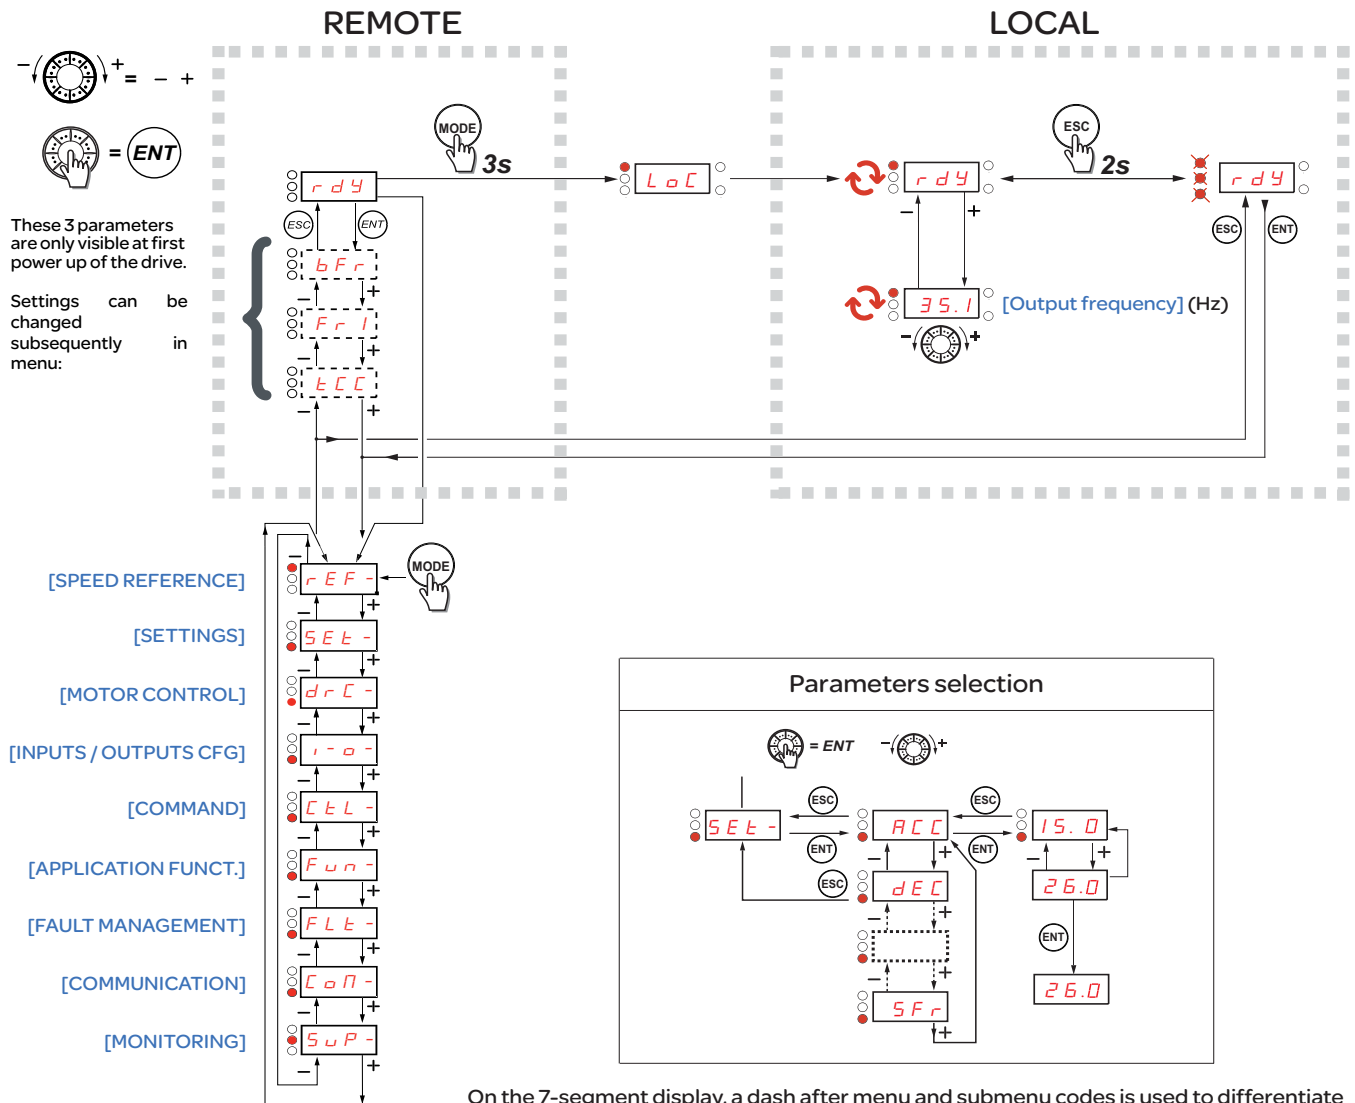 REMOTE
LOCAL
- + = - +
= ENT
These 3 parameters
are only visible at first
power up of the drive.
Settings can be
changed
subsequently in
menu:
MODE
3s
rdY
ESC
ENT
bFr
+
-
Fr1
+
-
tCC
-
+
LoC
rdY
ESC
2s
rdY
ESC
ENT
-
+
35.1
[Output frequency] (Hz)
-
+
MODE
-
[SPEED REFERENCE]
rEF -
-
+
[SETTINGS]
SEt -
-
+
[MOTOR CONTROL]
drC -
-
+
[INPUTS / OUTPUTS CFG]
i-o -
-
+
[COMMAND]
CtL -
-
+
[APPLICATION FUNCT.]
Fun -
-
+
[FAULT MANAGEMENT]
FLt -
-
+
[COMMUNICATION]
CoM -
-
+
[MONITORING]
SuP -
-
+
Parameters selection
= ENT
- +
SEt -
ESC
ENT
ACC
ESC
ENT
15.0
-
+
-
+
ESC
dEC
26.0
-
+
ENT
-
+
26.0
SFr
+
On the 7-segment display, a dash after menu and submenu codes is used to differentiate